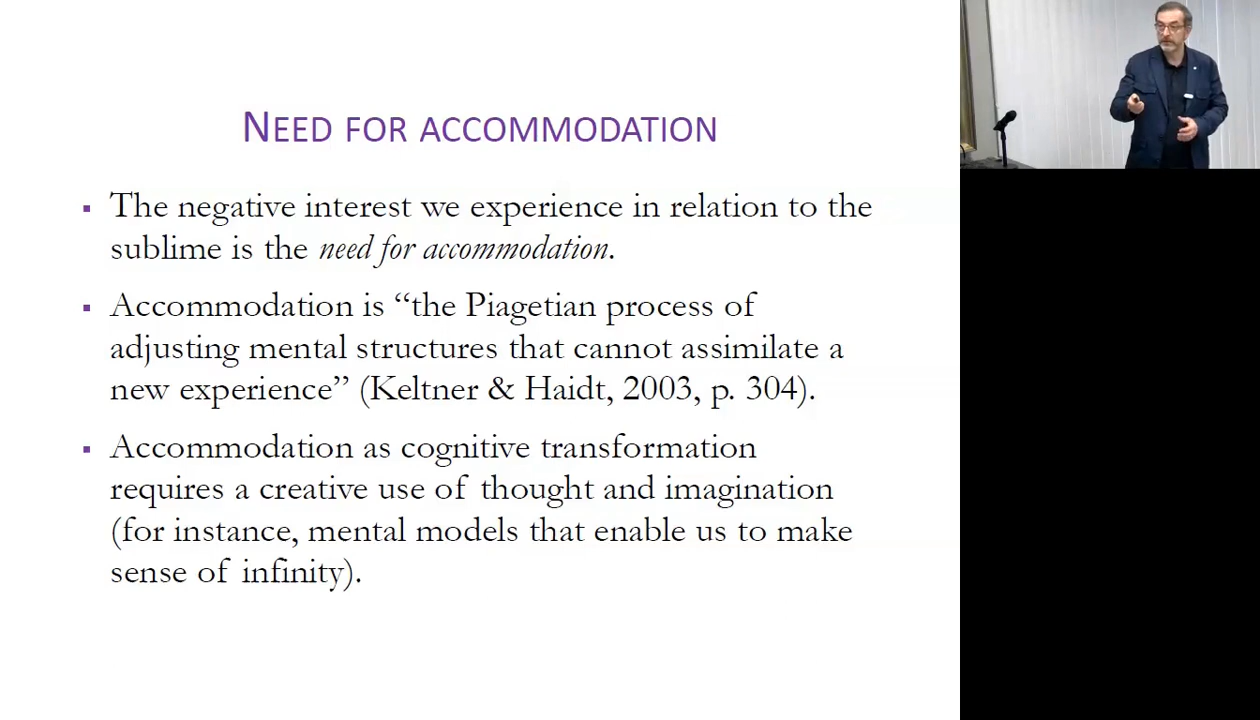 NEED FOR ACCOMMODATION
▪ The negative interest we experience in relation to the
sublime is the need for accommodation.
▪ Accommodation is “the Piagetian process of
adjusting mental structures that cannot assimilate a
new experience” (Keltner & Haidt, 2003, p. 304).
▪ Accommodation as cognitive transformation
requires a creative use of thought and imagination
(for instance, mental models that enable us to make
sense of infinity).